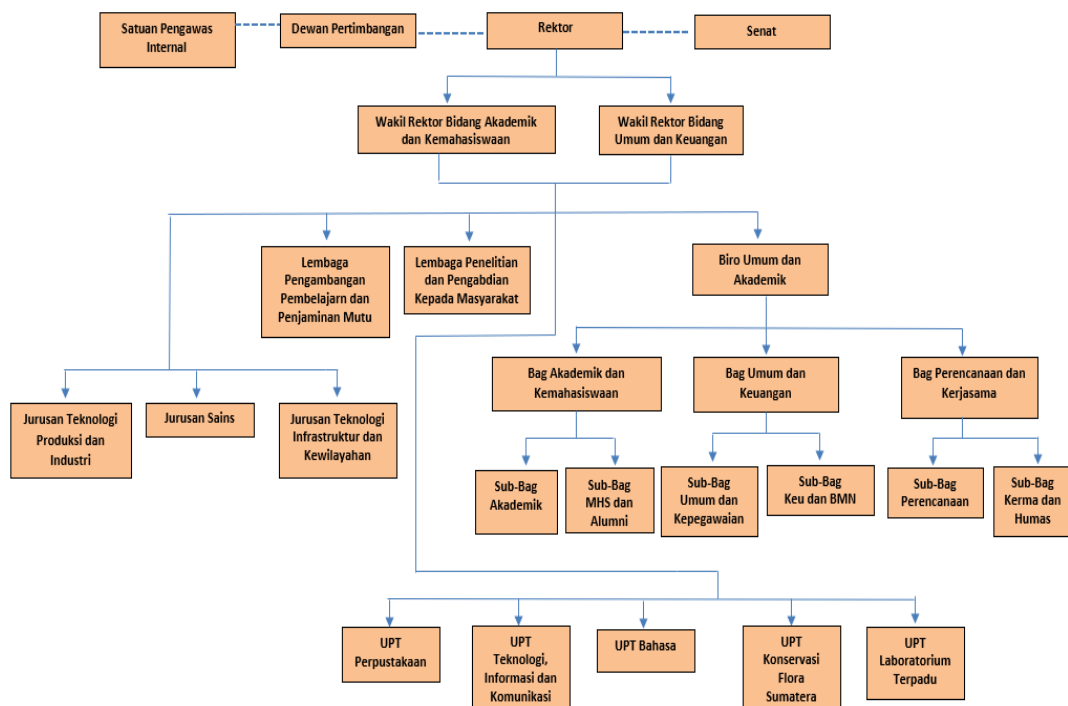 Satuan Pengawas
Internal
Dewan Pertimbangan
Rektor
Senat
Wakil Rektor Bidang Akademik
dan Kemahasiswaan
Wakil Rektor Bidang
Umum dan Keuangan
Lembaga
Pengambangan
Pembelajarn dan
Penjaminan Mutu
Lembaga Penelitian
dan Pengabdian
Kepada Masyarakat
Biro Umum dan
Akademik
Bag Akademik dan
Kemahasiswaan
Bag Umum dan
Keuangan
Bag Perencanaan dan
Kerjasama
Jurusan Teknologi
Produksi dan
Industri
Jurusan Sains
Jurusan Teknologi
Infrastruktur dan
Kewilayahan
Sub-Bag
Akademik
Sub-Bag
MHS dan
Alumni
Sub-Bag
Umum dan
Kepegawaian
Sub-Bag
Keu dan BMN
Sub-Bag
Perencanaan
Sub-Bag
Kerma dan
Humas
UPT
Perpustakaan
UPT
Teknologi,
Informasi dan
Komunikasi
UPT Bahasa
UPT
Konservasi
Flora
Sumatera
UPT
Laboratorium
Terpadu